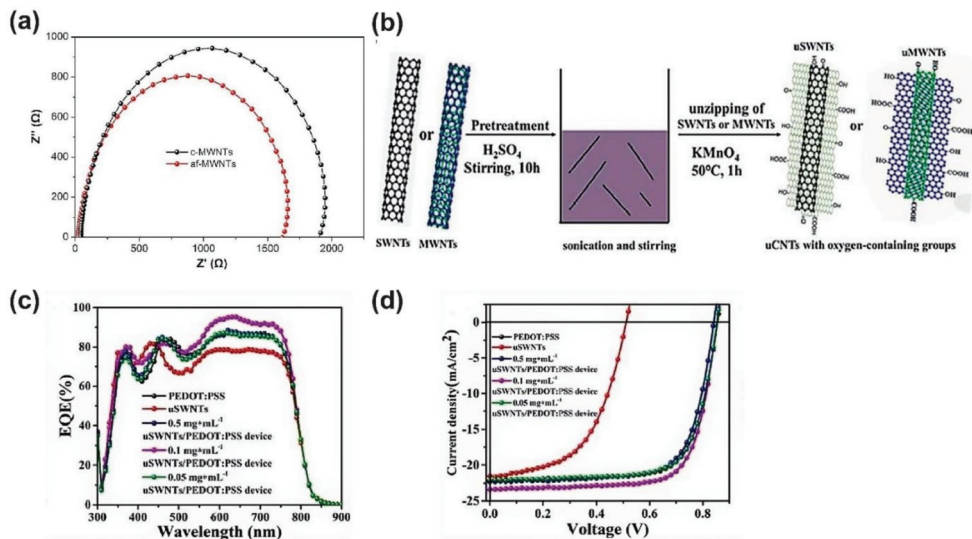 (a)
1000
800
600
400
200
0
Z'' (Ω)
c-MWNTs
af-MWNTs
0 500 1000 1500 2000
Z' (Ω)
(b)
SWNTs
or
MWNTs
Pretreatment
H₂SO₄
Stirring, 10h
sonication and stirring
unzipping of
SWNTs or MWNTs
KMnO₄
50°C, 1h
uSWNTs
or
uMWNTs
uCNTs with oxygen-containing groups
(c)
100
80
60
40
20
0
EQE(%)
PEDOT:PSS
uSWNTs
0.5 mg*mL⁻¹
uSWNTs/PEDOT:PSS device
0.1 mg*mL⁻¹
uSWNTs/PEDOT:PSS device
0.05 mg*mL⁻¹
uSWNTs/PEDOT:PSS device
300 400 500 600 700 800 900
Wavelength (nm)
(d)
0
-5
-10
-15
-20
-25
Current density(mA/cm²)
PEDOT:PSS
uSWNTs
0.5 mg*mL⁻¹
uSWNTs/PEDOT:PSS device
0.1 mg*mL⁻¹
uSWNTs/PEDOT:PSS device
0.05 mg*mL⁻¹
uSWNTs/PEDOT:PSS device
0.0 0.2 0.4 0.6 0.8
Voltage (V)